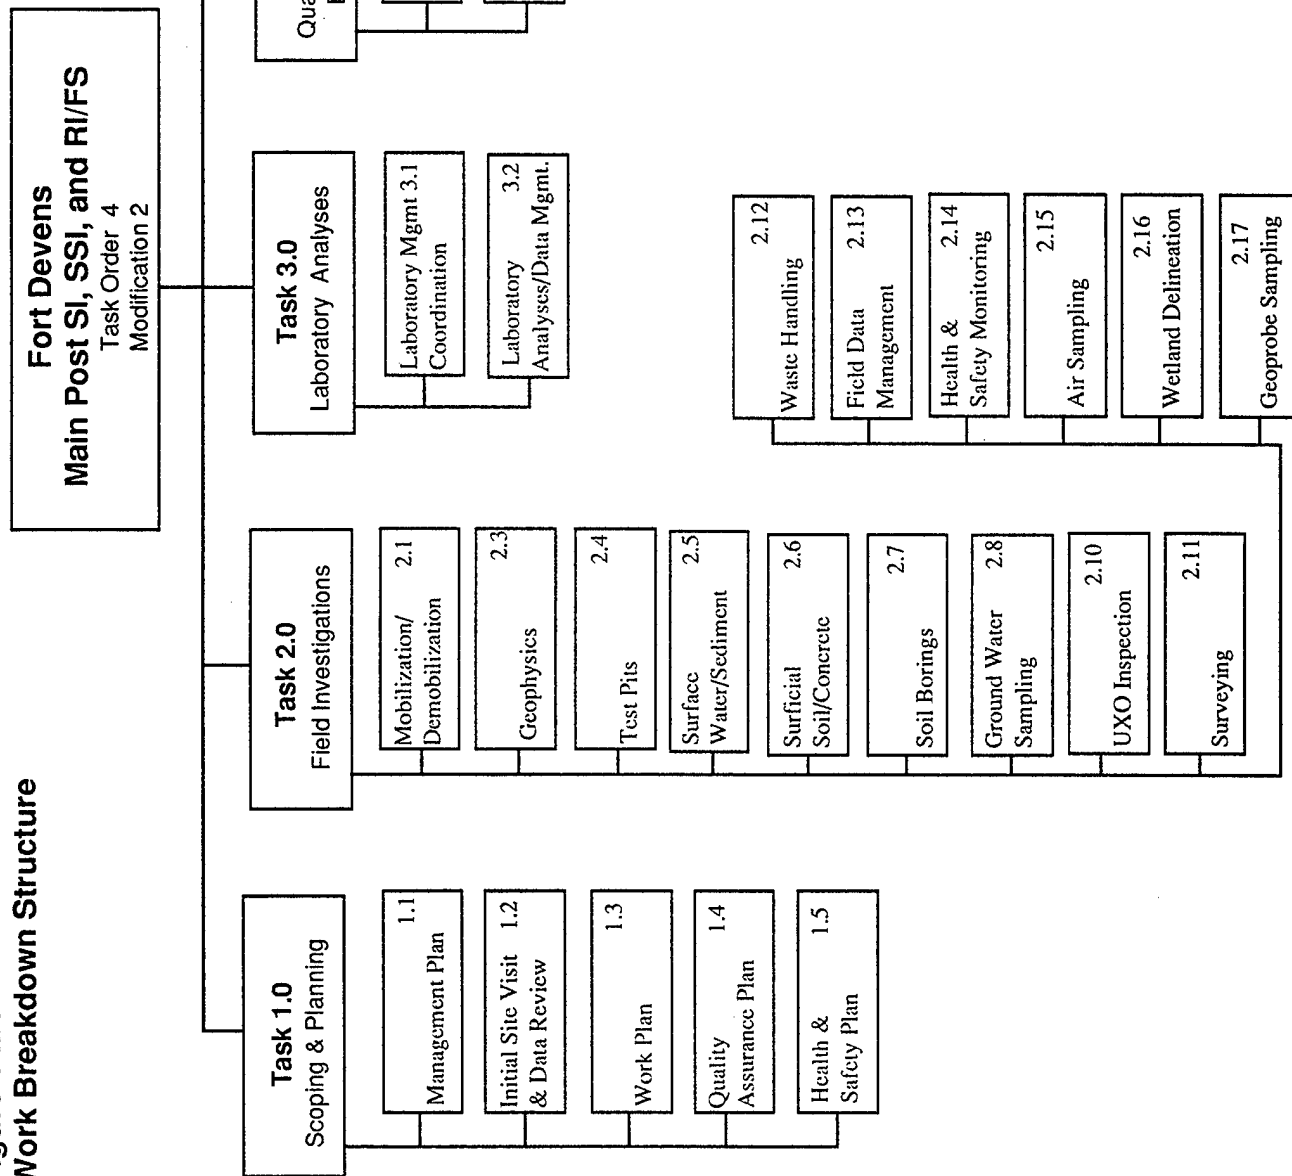 Work Breakdown Structure
Fort Devens
Main Post SI, SSI, and RI/FS
Task Order 4
Modification 2
Task 1.0
Scoping & Planning
1.1
Management Plan
Initial Site Visit 1.2
& Data Review
1.3
Work Plan
Quality 1.4
Assurance Plan
Health & 1.5
Safety Plan
Task 2.0
Field Investigations
Mobilization/ 2.1
Demobilization
2.3
Geophysics
2.4
Test Pits
Surface 2.5
Water/Sediment
Surficial 2.6
Soil/Concrete
2.7
Soil Borings
Ground Water 2.8
Sampling
2.10
UXO Inspection
2.11
Surveying
2.12
Waste Handling
Field Data 2.13
Management
Health & 2.14
Safety Monitoring
2.15
Air Sampling
2.16
Wetland Delineation
2.17
Geoprobe Sampling
Task 3.0
Laboratory Analyses
Laboratory Mgmt 3.1
Coordination
Laboratory 3.2
Analyses/Data Mgmt.